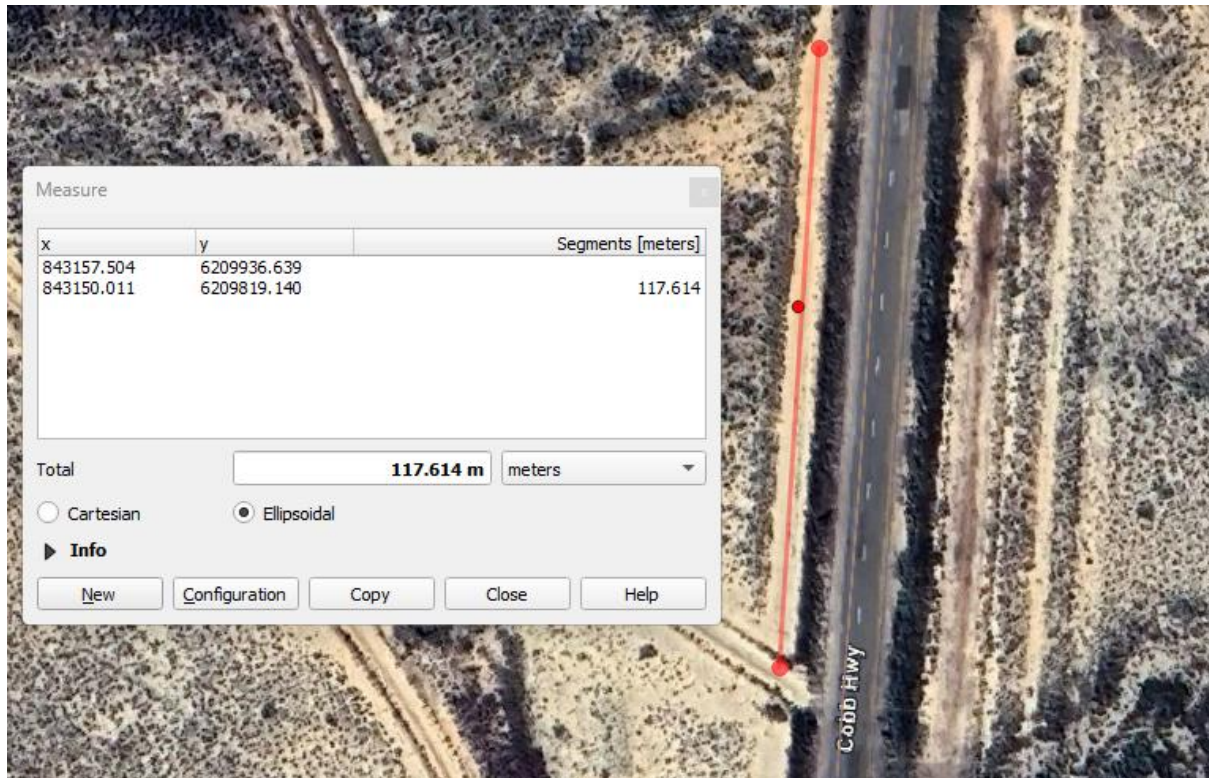 Measure
x y Segments [meters]
843157.504 6209936.639
843150.011 6209819.140 117.614
Total 117.614 m meters
Cartesian Ellipsoidal
Info
New Configuration Copy Close Help
Cobb Hwy